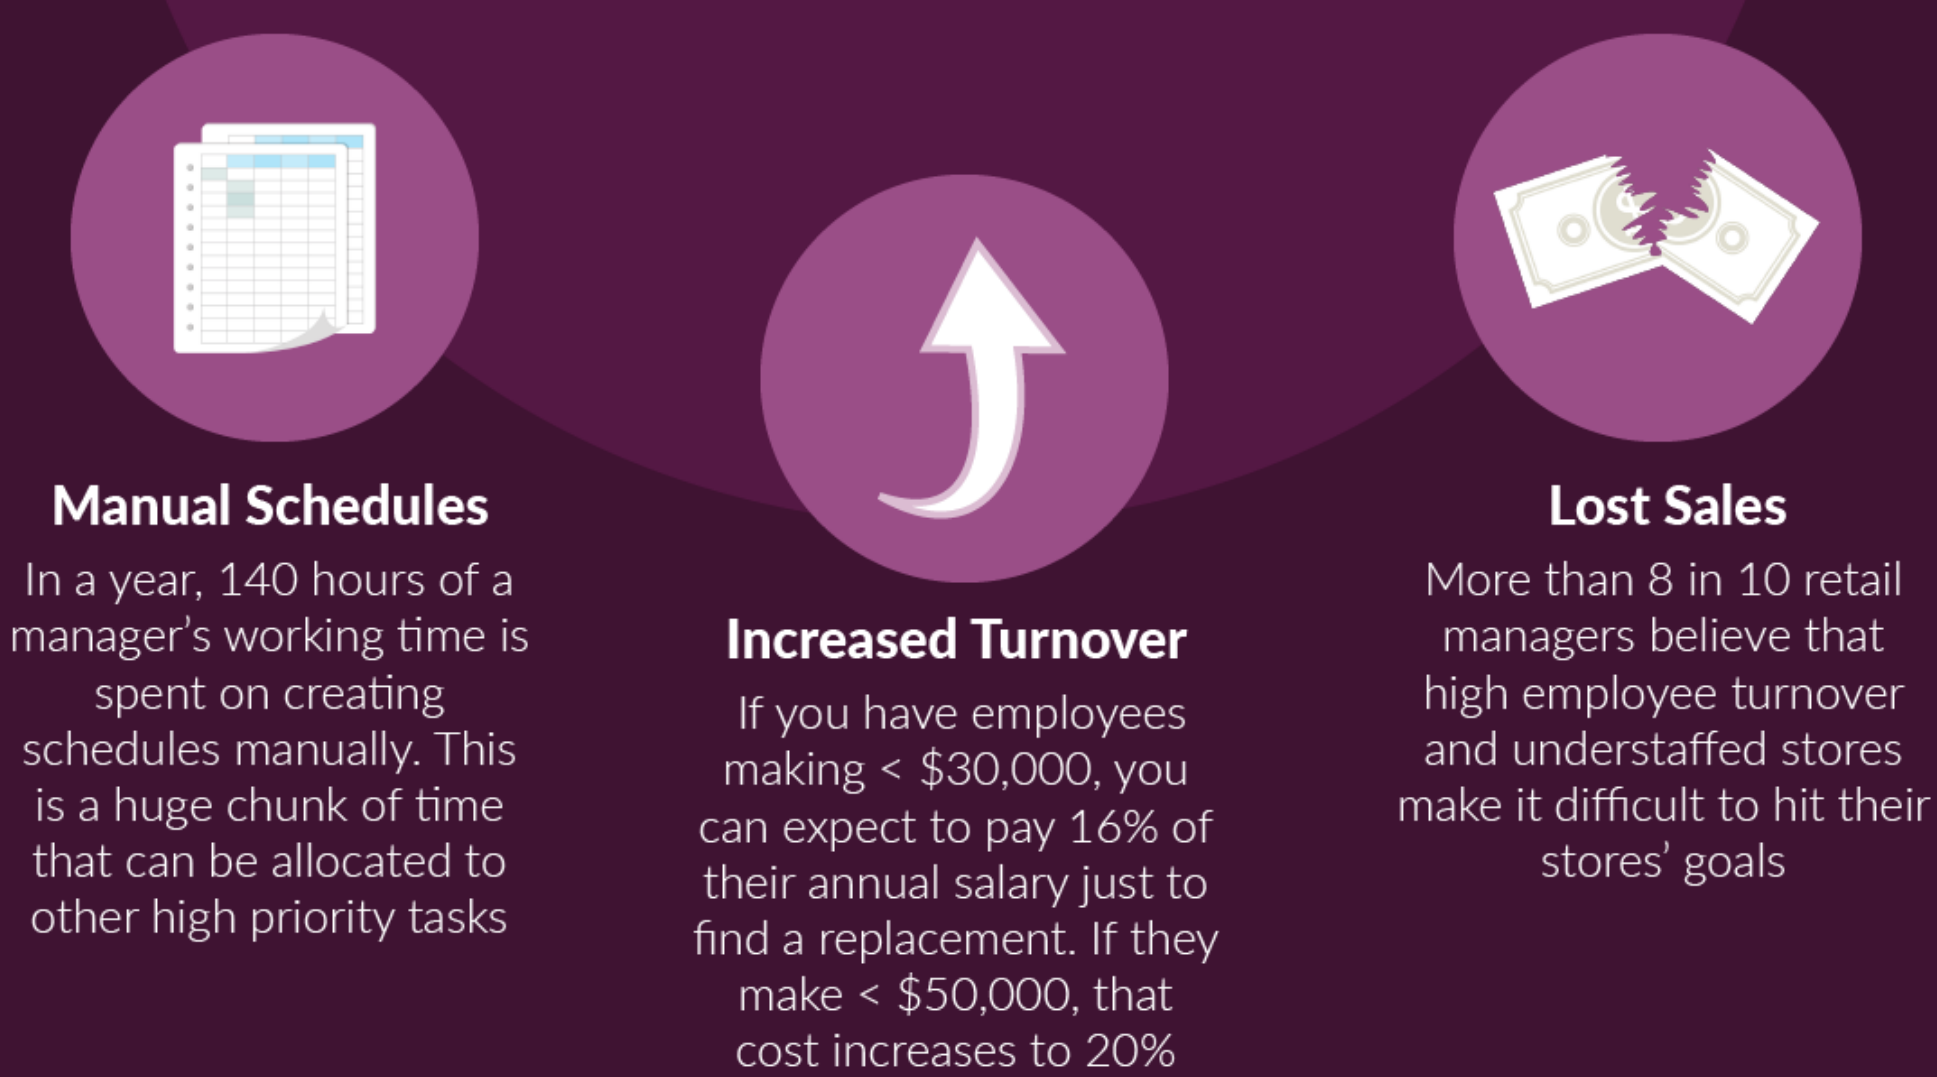 Manual Schedules
In a year, 140 hours of a
manager’s working time is
spent on creating
schedules manually. This
is a huge chunk of time
that can be allocated to
other high priority tasks
Increased Turnover
If you have employees
making < $30,000, you
can expect to pay 16% of
their annual salary just to
find a replacement. If they
make < $50,000, that
cost increases to 20%
Lost Sales
More than 8 in 10 retail
managers believe that
high employee turnover
and understaffed stores
make it difficult to hit their
stores’ goals